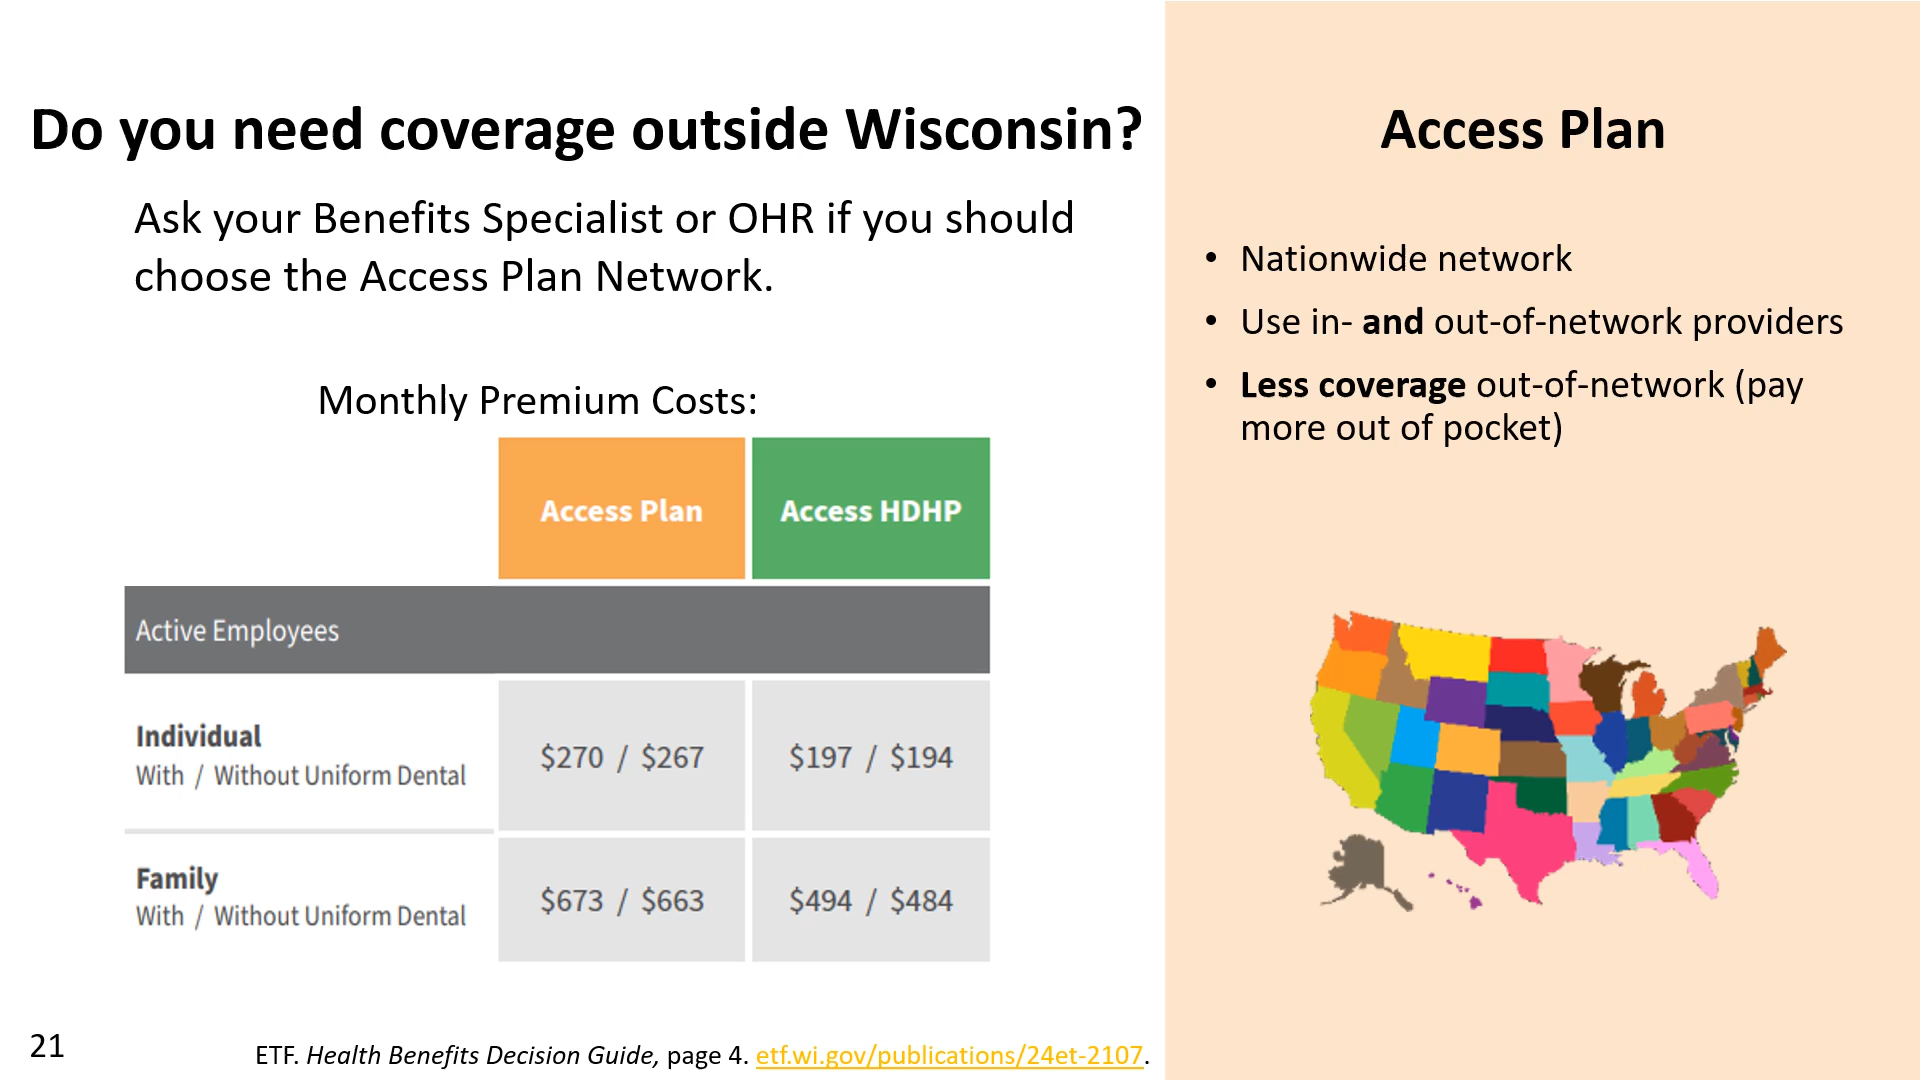 Do you need coverage outside Wisconsin?
Ask your Benefits Specialist or OHR if you should
choose the Access Plan Network.
Monthly Premium Costs:
Access Plan
Access HDHP
Active Employees
Individual
With / Without Uniform Dental
$270 / $267
$197 / $194
Family
With / Without Uniform Dental
$673 / $663
$494 / $484
21
ETF. Health Benefits Decision Guide, page 4. etf.wi.gov/publications/24et-2107.
Access Plan
• Nationwide network
• Use in- and out-of-network providers
• Less coverage out-of-network (pay
more out of pocket)